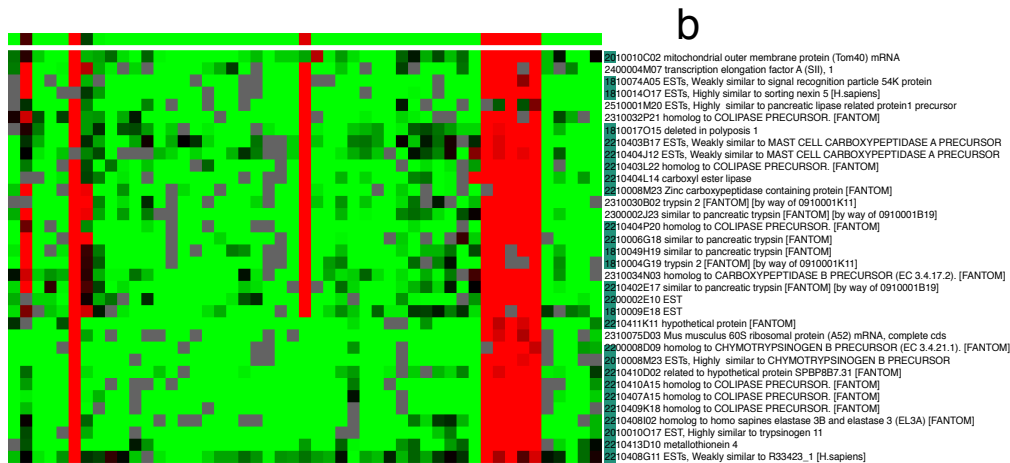 b
2010010C02 mitochondrial outer membrane protein (Tom40) mRNA
2400004M07 transcription elongation factor A (SII), 1
1810074A05 ESTs, Weakly similar to signal recognition particle 54K protein
1810014O17 ESTs, Highly similar to sorting nexin 5 [H.sapiens]
2510001M20 ESTs, Highly similar to pancreatic lipase related protein1 precursor
2310032P21 homolog to COLIPASE PRECURSOR. [FANTOM]
1810017O15 deleted in polyposis 1
2210403B17 ESTs, Weakly similar to MAST CELL CARBOXYPEPTIDASE A PRECURSOR
2210404J12 ESTs, Weakly similar to MAST CELL CARBOXYPEPTIDASE A PRECURSOR
2210403L22 homolog to COLIPASE PRECURSOR. [FANTOM]
2210404L14 carboxyl ester lipase
2210008M23 Zinc carboxypeptidase containing protein [FANTOM]
2310030B02 trypsin 2 [FANTOM] [by way of 0910001K11]
2300002J23 similar to pancreatic trypsin [FANTOM] [by way of 0910001B19]
2210404P20 homolog to COLIPASE PRECURSOR. [FANTOM]
2210006G18 similar to pancreatic trypsin [FANTOM]
1810049H19 similar to pancreatic trypsin [FANTOM]
1810004G19 trypsin 2 [FANTOM] [by way of 0910001K11]
2310034N03 homolog to CARBOXYPEPTIDASE B PRECURSOR (EC 3.4.17.2). [FANTOM]
2210402E17 similar to pancreatic trypsin [FANTOM] [by way of 0910001B19]
2200002E10 EST
1810009E18 EST
2210411K11 hypothetical protein [FANTOM]
2310075D03 Mus musculus 60S ribosomal protein (A52) mRNA, complete cds
2200008D09 homolog to CHYMOTRYPSINOGEN B PRECURSOR (EC 3.4.21.1). [FANTOM]
2010008M23 ESTs, Highly similar to CHYMOTRYPSINOGEN B PRECURSOR
2210410D02 related to hypothetical protein SPBP8B7.31 [FANTOM]
2210410A15 homolog to COLIPASE PRECURSOR. [FANTOM]
2210407A15 homolog to COLIPASE PRECURSOR. [FANTOM]
2210409K18 homolog to COLIPASE PRECURSOR. [FANTOM]
2210408I02 homolog to homo sapines elastase 3B and elastase 3 (EL3A) [FANTOM]
2010010O17 EST, Highly similar to trypsinogen 11
2210413D10 metallothionein 4
2210408G11 ESTs, Weakly similar to R33423_1 [H.sapiens]